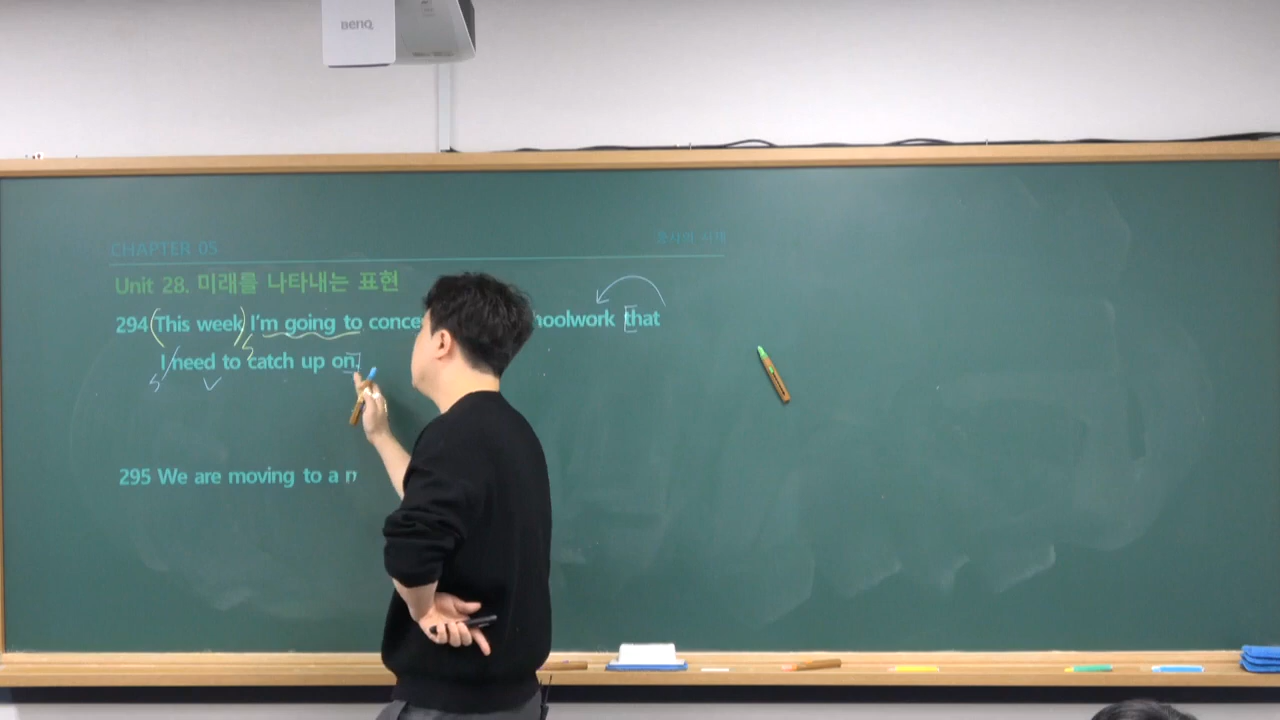 BenQ
CHAPTER 05
동사의 시제
Unit 28. 미래를 나타내는 표현
294 (This week) I'm going to conce hoolwork [that
I need to catch up on.]
S V
295 We are moving to a n